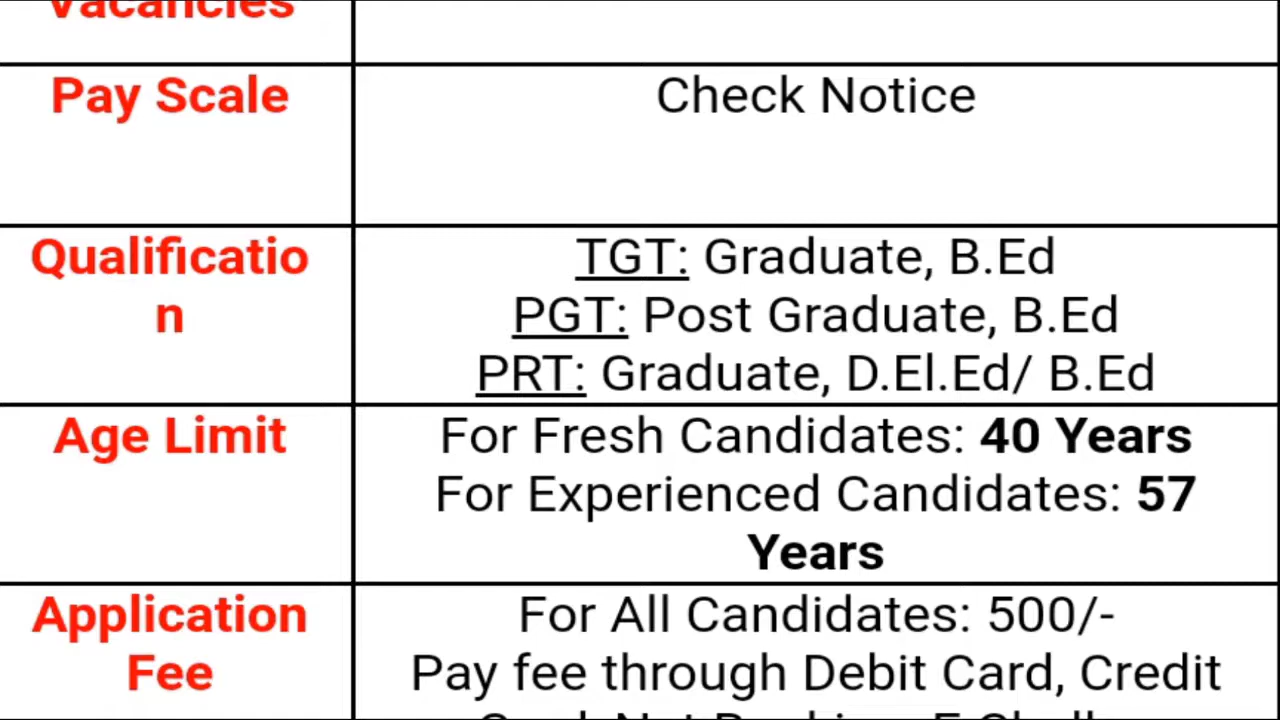 Vacancies
Pay Scale
Check Notice
Qualificatio
n
TGT: Graduate, B.Ed
PGT: Post Graduate, B.Ed
PRT: Graduate, D.El.Ed/ B.Ed
Age Limit
For Fresh Candidates: 40 Years
For Experienced Candidates: 57
Years
Application
Fee
For All Candidates: 500/-
Pay fee through Debit Card, Credit